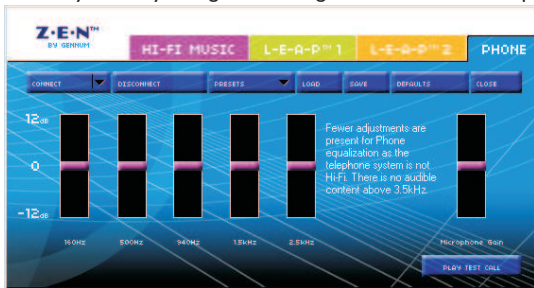 Z·E·N™
BY GENNUM
HI-FI MUSIC
L-E-A-P™ 1
L-E-A-P™ 2
PHONE
CONNECT
DISCONNECT
PRESETS
LOAD
SAVE
DEFAULTS
CLOSE
12dB
0
-12dB
Fewer adjustments are
present for Phone
equalization as the
telephone system is not
Hi-Fi. There is no audible
content above 3.5kHz.
160Hz
500Hz
940Hz
1.5kHz
2.5kHz
Microphone Gain
PLAY TEST CALL